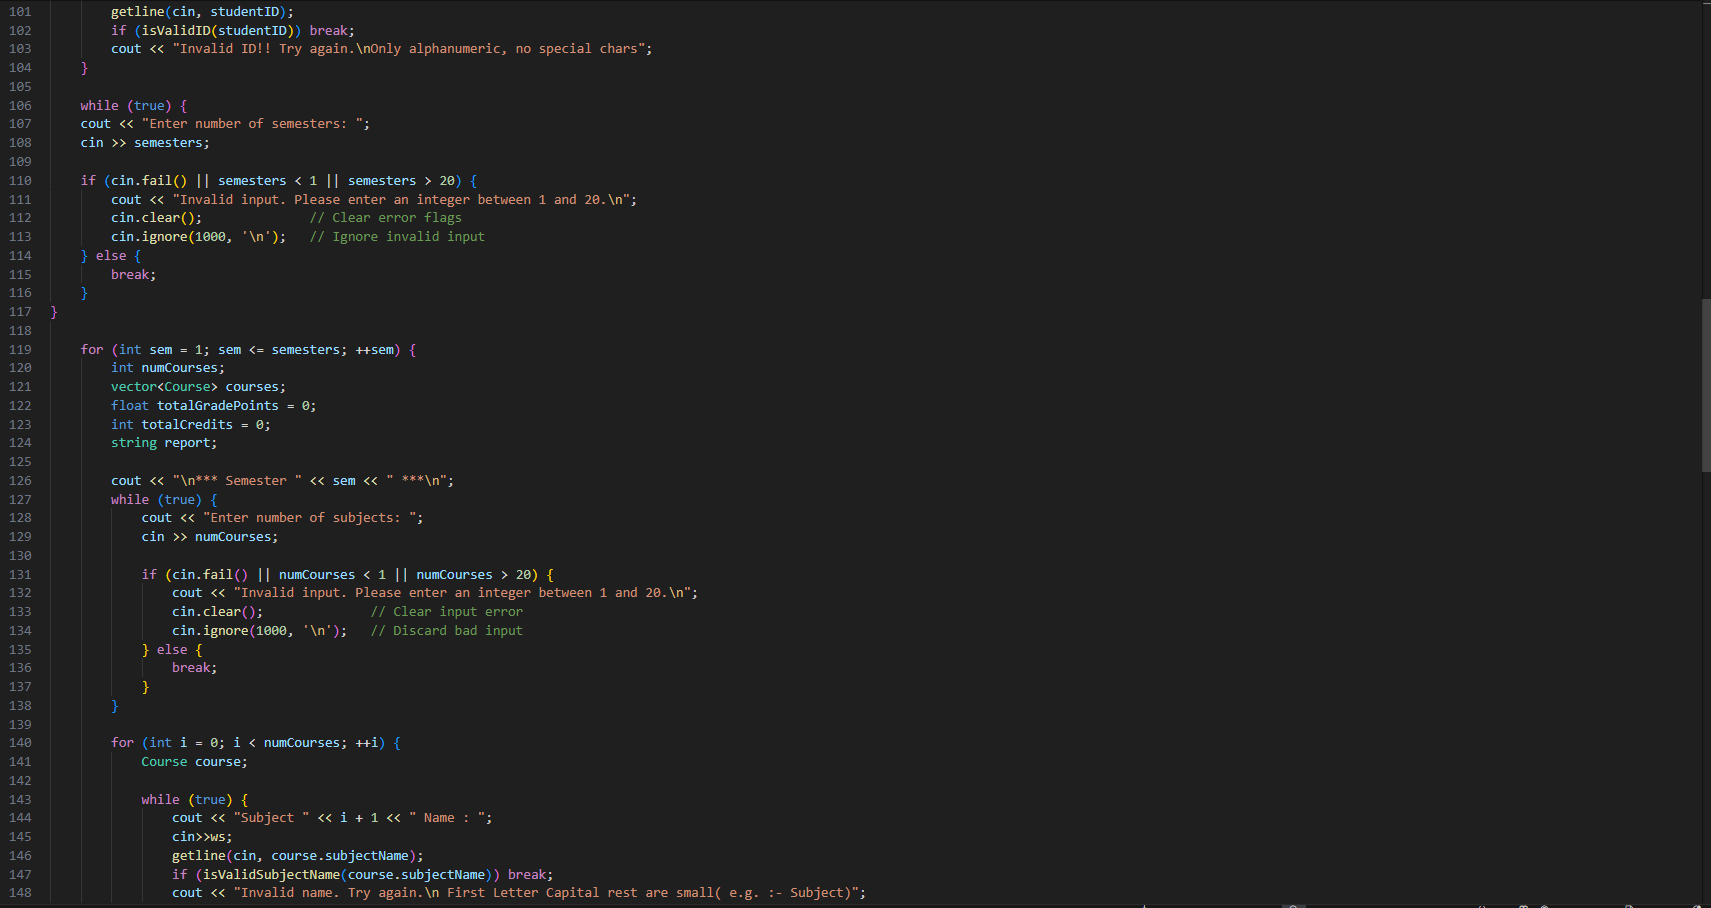 101 getline(cin, studentID);
102 if (isValidID(studentID)) break;
103 cout << "Invalid ID!! Try again.\nOnly alphanumeric, no special chars";
104 }
105
106 while (true) {
107 cout << "Enter number of semesters: ";
108 cin >> semesters;
109
110 if (cin.fail() || semesters < 1 || semesters > 20) {
111 cout << "Invalid input. Please enter an integer between 1 and 20.\n";
112 cin.clear(); // Clear error flags
113 cin.ignore(1000, '\n'); // Ignore invalid input
114 } else {
115 break;
116 }
117 }
118
119 for (int sem = 1; sem <= semesters; ++sem) {
120 int numCourses;
121 vector<Course> courses;
122 float totalGradePoints = 0;
123 int totalCredits = 0;
124 string report;
125
126 cout << "\n*** Semester " << sem << " ***\n";
127 while (true) {
128 cout << "Enter number of subjects: ";
129 cin >> numCourses;
130
131 if (cin.fail() || numCourses < 1 || numCourses > 20) {
132 cout << "Invalid input. Please enter an integer between 1 and 20.\n";
133 cin.clear(); // Clear input error
134 cin.ignore(1000, '\n'); // Discard bad input
135 } else {
136 break;
137 }
138 }
139
140 for (int i = 0; i < numCourses; ++i) {
141 Course course;
142
143 while (true) {
144 cout << "Subject " << i + 1 << " Name : ";
145 cin>>ws;
146 getline(cin, course.subjectName);
147 if (isValidSubjectName(course.subjectName)) break;
148 cout << "Invalid name. Try again.\n First Letter Capital rest are small( e.g. :- Subject)";